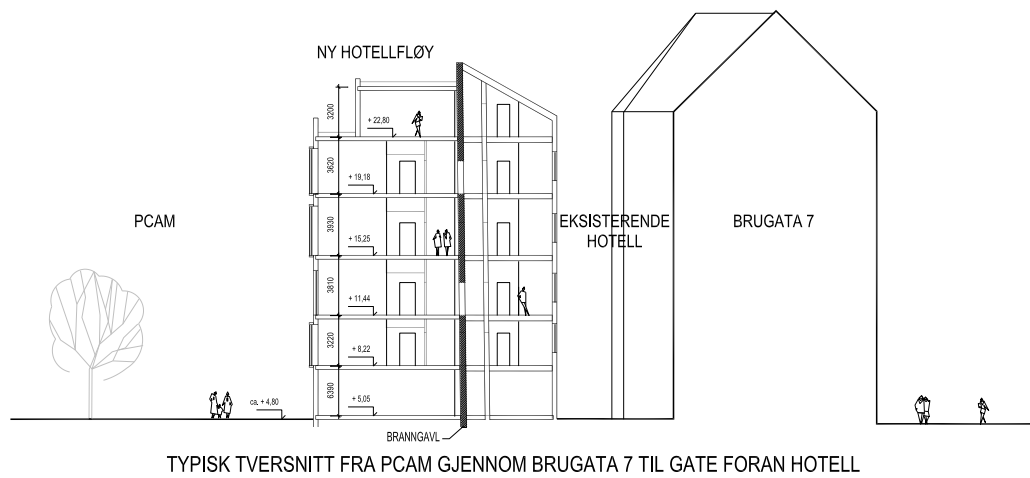 NY HOTELLFLØY
3200
+ 22,80
3620
+ 19,18
PCAM
3930
+ 15,25
EKSISTERENDE
HOTELL
BRUGATA 7
3810
+ 11,44
3220
+ 8,22
6390
ca. + 4,80
+ 5,05
BRANNGAVL
TYPISK TVERSNITT FRA PCAM GJENNOM BRUGATA 7 TIL GATE FORAN HOTELL